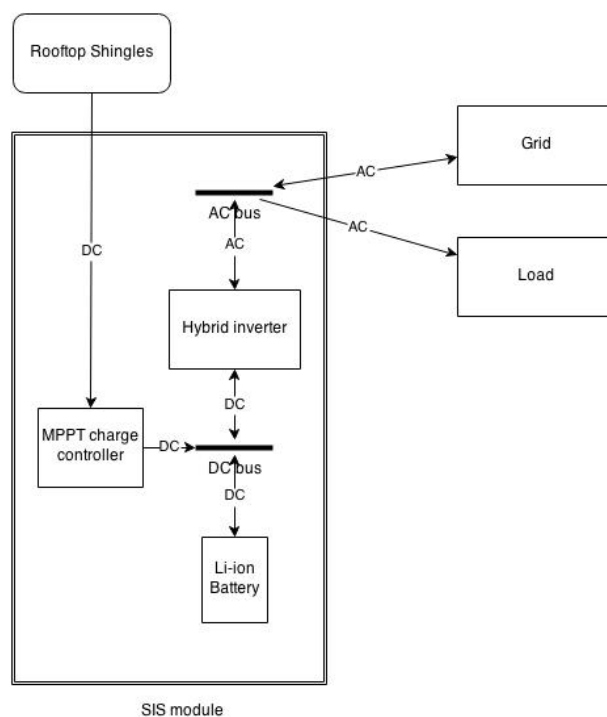 Rooftop Shingles
Grid
AC
AC bus
AC
AC
DC
Load
Hybrid inverter
DC
MPPT charge
controller
DC
DC bus
DC
Li-ion
Battery
SIS module